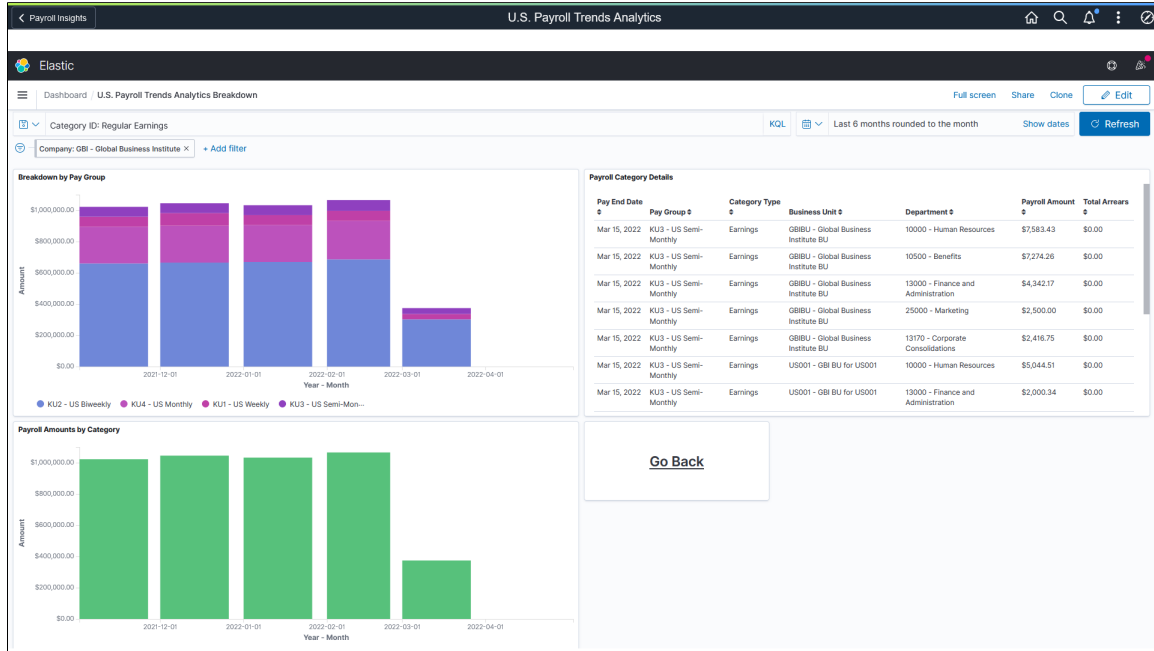 Payroll Insights
U.S. Payroll Trends Analytics
Elastic
Dashboard / U.S. Payroll Trends Analytics Breakdown
Full screen Share Clone Edit
Category ID: Regular Earnings
KQL
Last 6 months rounded to the month
Show dates
Refresh
Company: GBI - Global Business Institute ×
+ Add filter
Breakdown by Pay Group
$1,000,000.00
$800,000.00
$600,000.00
$400,000.00
$200,000.00
$0.00
Amount
2021-12-01 2022-01-01 2022-02-01 2022-03-01 2022-04-01
Year - Month
KU2 - US Biweekly KU4 - US Monthly KU1 - US Weekly KU3 - US Semi-Mon...
Payroll Category Details
Pay End Date Pay Group Category Type Business Unit Department Payroll Amount Total Arrears
Mar 15, 2022 KU3 - US Semi- Earnings GBIBU - Global Business 10000 - Human Resources $7,583.43 $0.00
Monthly Institute BU
Mar 15, 2022 KU3 - US Semi- Earnings GBIBU - Global Business 10500 - Benefits $7,274.26 $0.00
Monthly Institute BU
Mar 15, 2022 KU3 - US Semi- Earnings GBIBU - Global Business 13000 - Finance and $4,342.17 $0.00
Monthly Institute BU Administration
Mar 15, 2022 KU3 - US Semi- Earnings GBIBU - Global Business 25000 - Marketing $2,500.00 $0.00
Monthly Institute BU
Mar 15, 2022 KU3 - US Semi- Earnings GBIBU - Global Business 13170 - Corporate $2,416.75 $0.00
Monthly Institute BU Consolidations
Mar 15, 2022 KU3 - US Semi- Earnings US001 - GBI BU for US001 10000 - Human Resources $5,044.51 $0.00
Monthly
Mar 15, 2022 KU3 - US Semi- Earnings US001 - GBI BU for US001 13000 - Finance and $2,000.34 $0.00
Monthly Administration
Payroll Amounts by Category
$1,000,000.00
$800,000.00
$600,000.00
$400,000.00
$200,000.00
$0.00
Amount
2021-12-01 2022-01-01 2022-02-01 2022-03-01 2022-04-01
Year - Month
Go Back